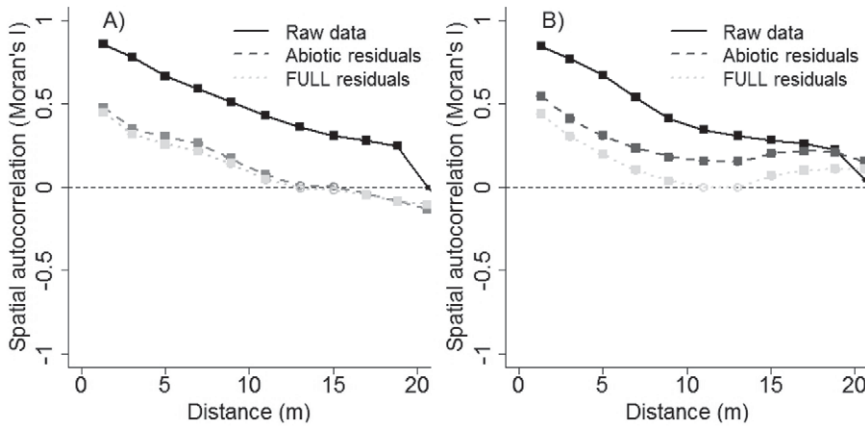 A)
Raw data
Abiotic residuals
FULL residuals
Spatial autocorrelation (Moran's I)
1
0.5
0
-0.5
-1
0
5
10
15
20
Distance (m)
B)
Raw data
Abiotic residuals
FULL residuals
Spatial autocorrelation (Moran's I)
1
0.5
0
-0.5
-1
0
5
10
15
20
Distance (m)